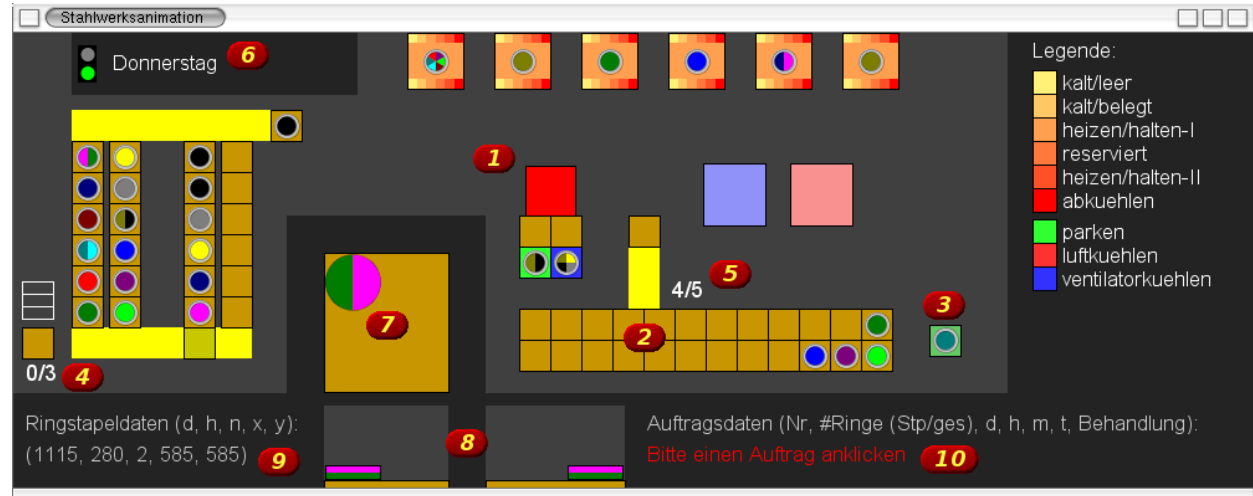 Stahlwerksanimation
Donnerstag
6
Legende:
kalt/leer
kalt/belegt
heizen/halten-I
reserviert
heizen/halten-II
abkuehlen
parken
luftkuehlen
ventilatorkuehlen
1
5
4/5
3
2
7
0/3
4
Ringstapeldaten (d, h, n, x, y):
(1115, 280, 2, 585, 585)
9
8
Auftragsdaten (Nr, #Ringe (Stp/ges), d, h, m, t, Behandlung):
Bitte einen Auftrag anklicken
10